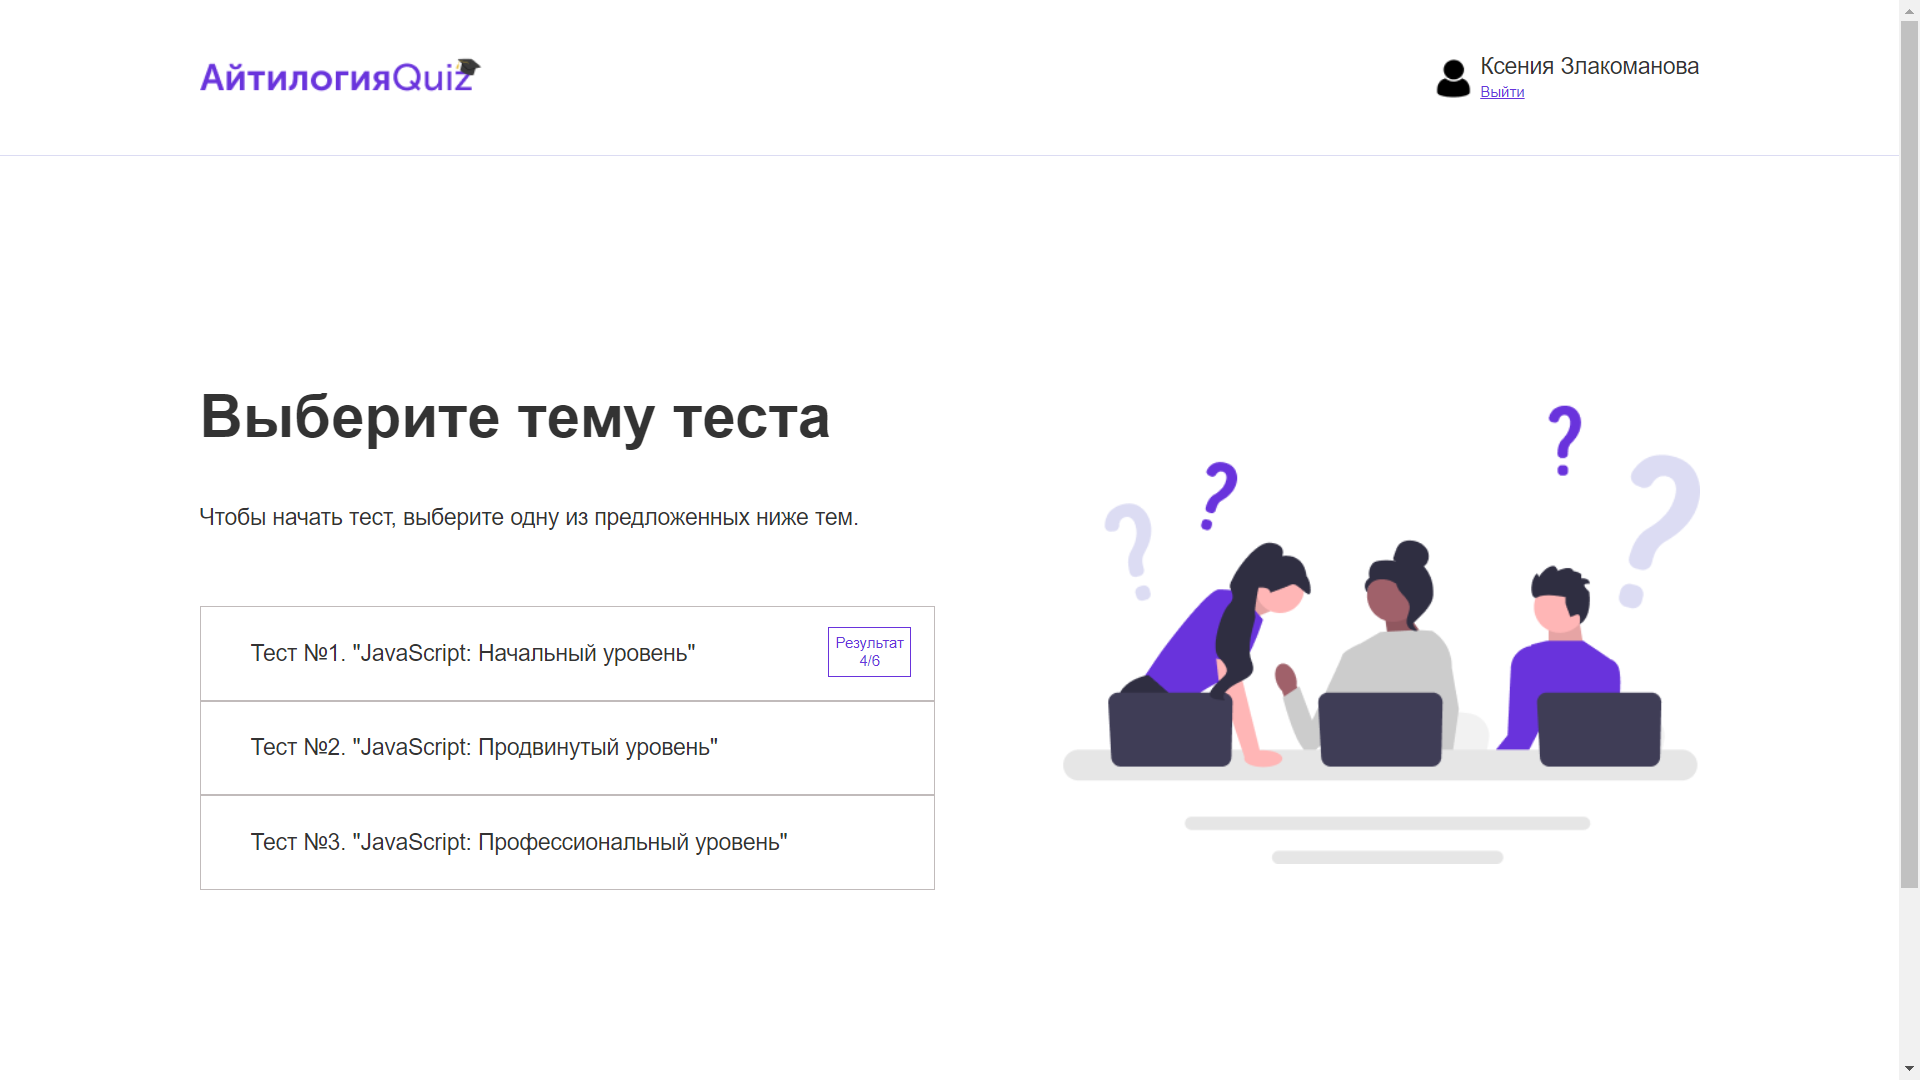 АйтилогияQuiz
Ксения Злакоманова
Выйти
Выберите тему теста
Чтобы начать тест, выберите одну из предложенных ниже тем.
Тест №1. "JavaScript: Начальный уровень"
Результат
4/6
Тест №2. "JavaScript: Продвинутый уровень"
Тест №3. "JavaScript: Профессиональный уровень"